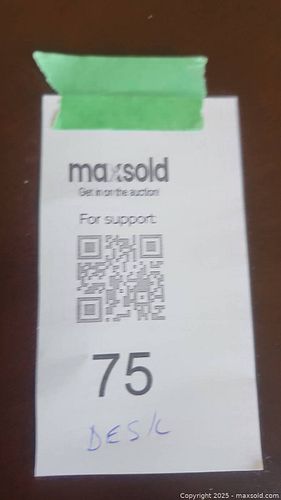 maxsold
Get in on the auction!
For support:
75
DESK
Copyright © 2025 - maxsold.com